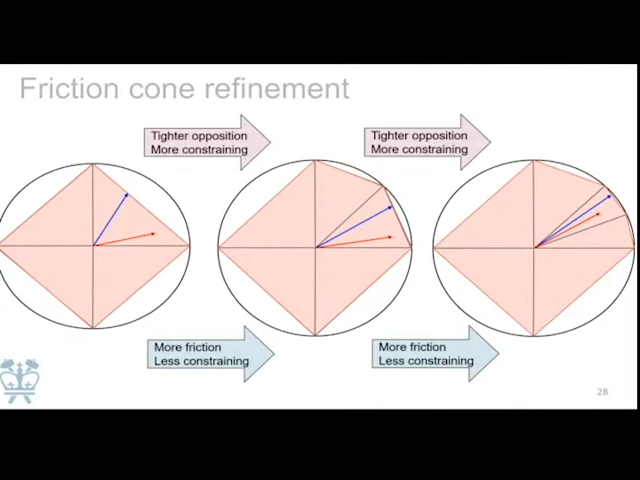 Friction cone refinement
Tighter opposition
More constraining
Tighter opposition
More constraining
More friction
Less constraining
More friction
Less constraining
28